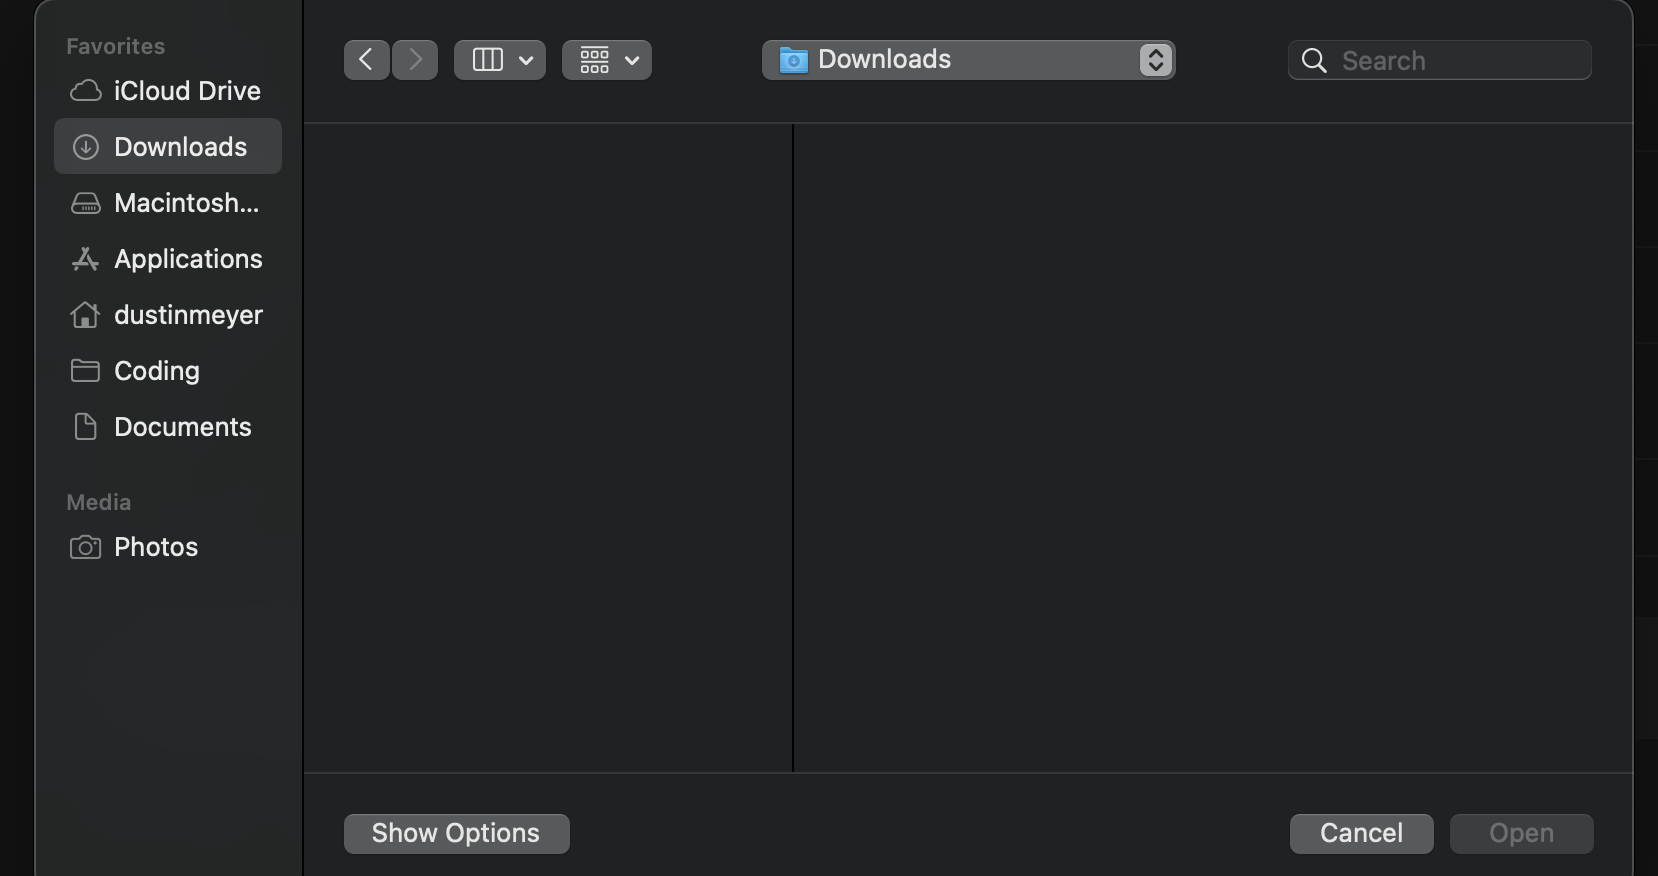 Favorites
iCloud Drive
Downloads
Macintosh...
Applications
dustinmeyer
Coding
Documents
Media
Photos
Downloads
Search
Show Options
Cancel
Open